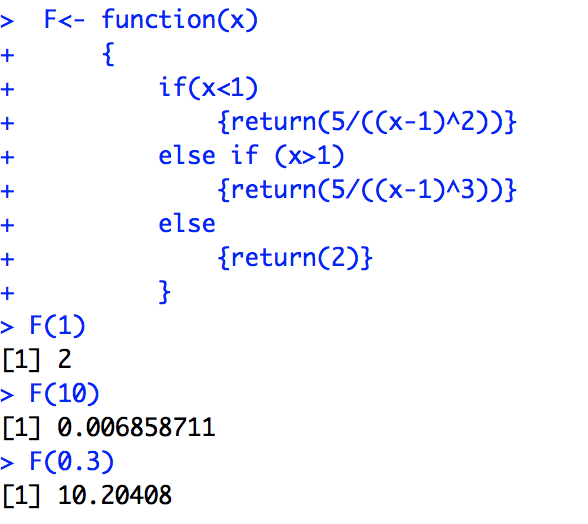 >  F<- function(x)
+      {
+          if(x<1)
+              {return(5/((x-1)^2))}
+          else if (x>1)
+              {return(5/((x-1)^3))}
+          else
+              {return(2)}
+          }
> F(1)
[1] 2
> F(10)
[1] 0.006858711
> F(0.3)
[1] 10.20408